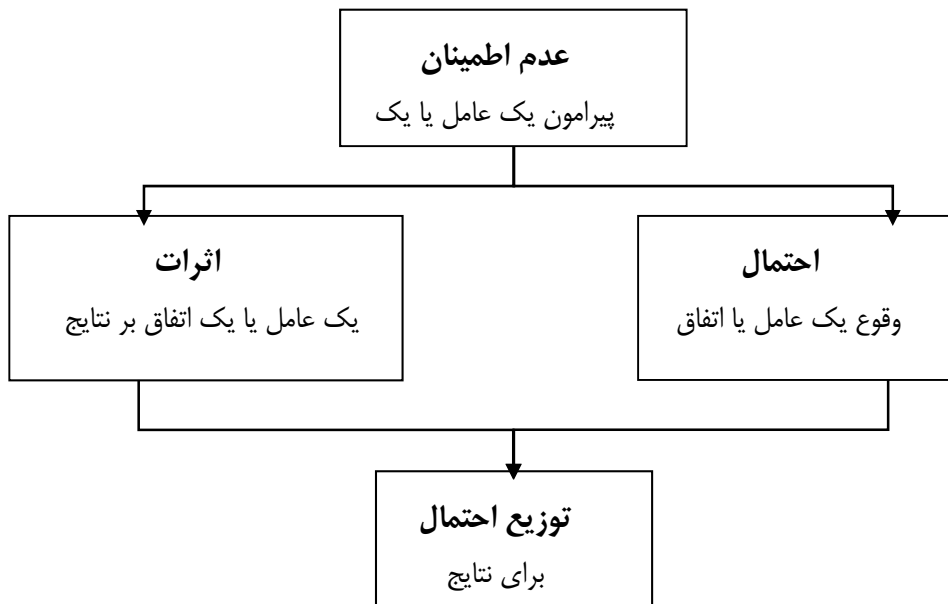 عدم اطمینان
پیرامون یک عامل یا یک
احتمال
وقوع یک عامل یا اتفاق
اثرات
یک عامل یا یک اتفاق بر نتایج
توزیع احتمال
برای نتایج